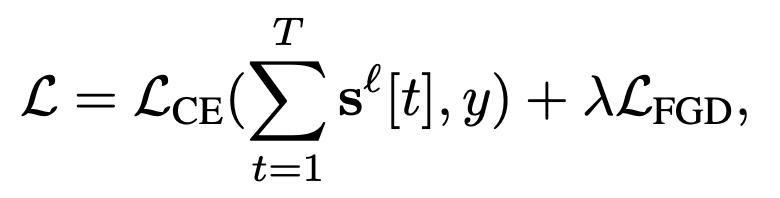 ℒ = ℒ_CE(∑_{t=1}^{T} 𝐬^ℓ[t], y) + λℒ_FGD,